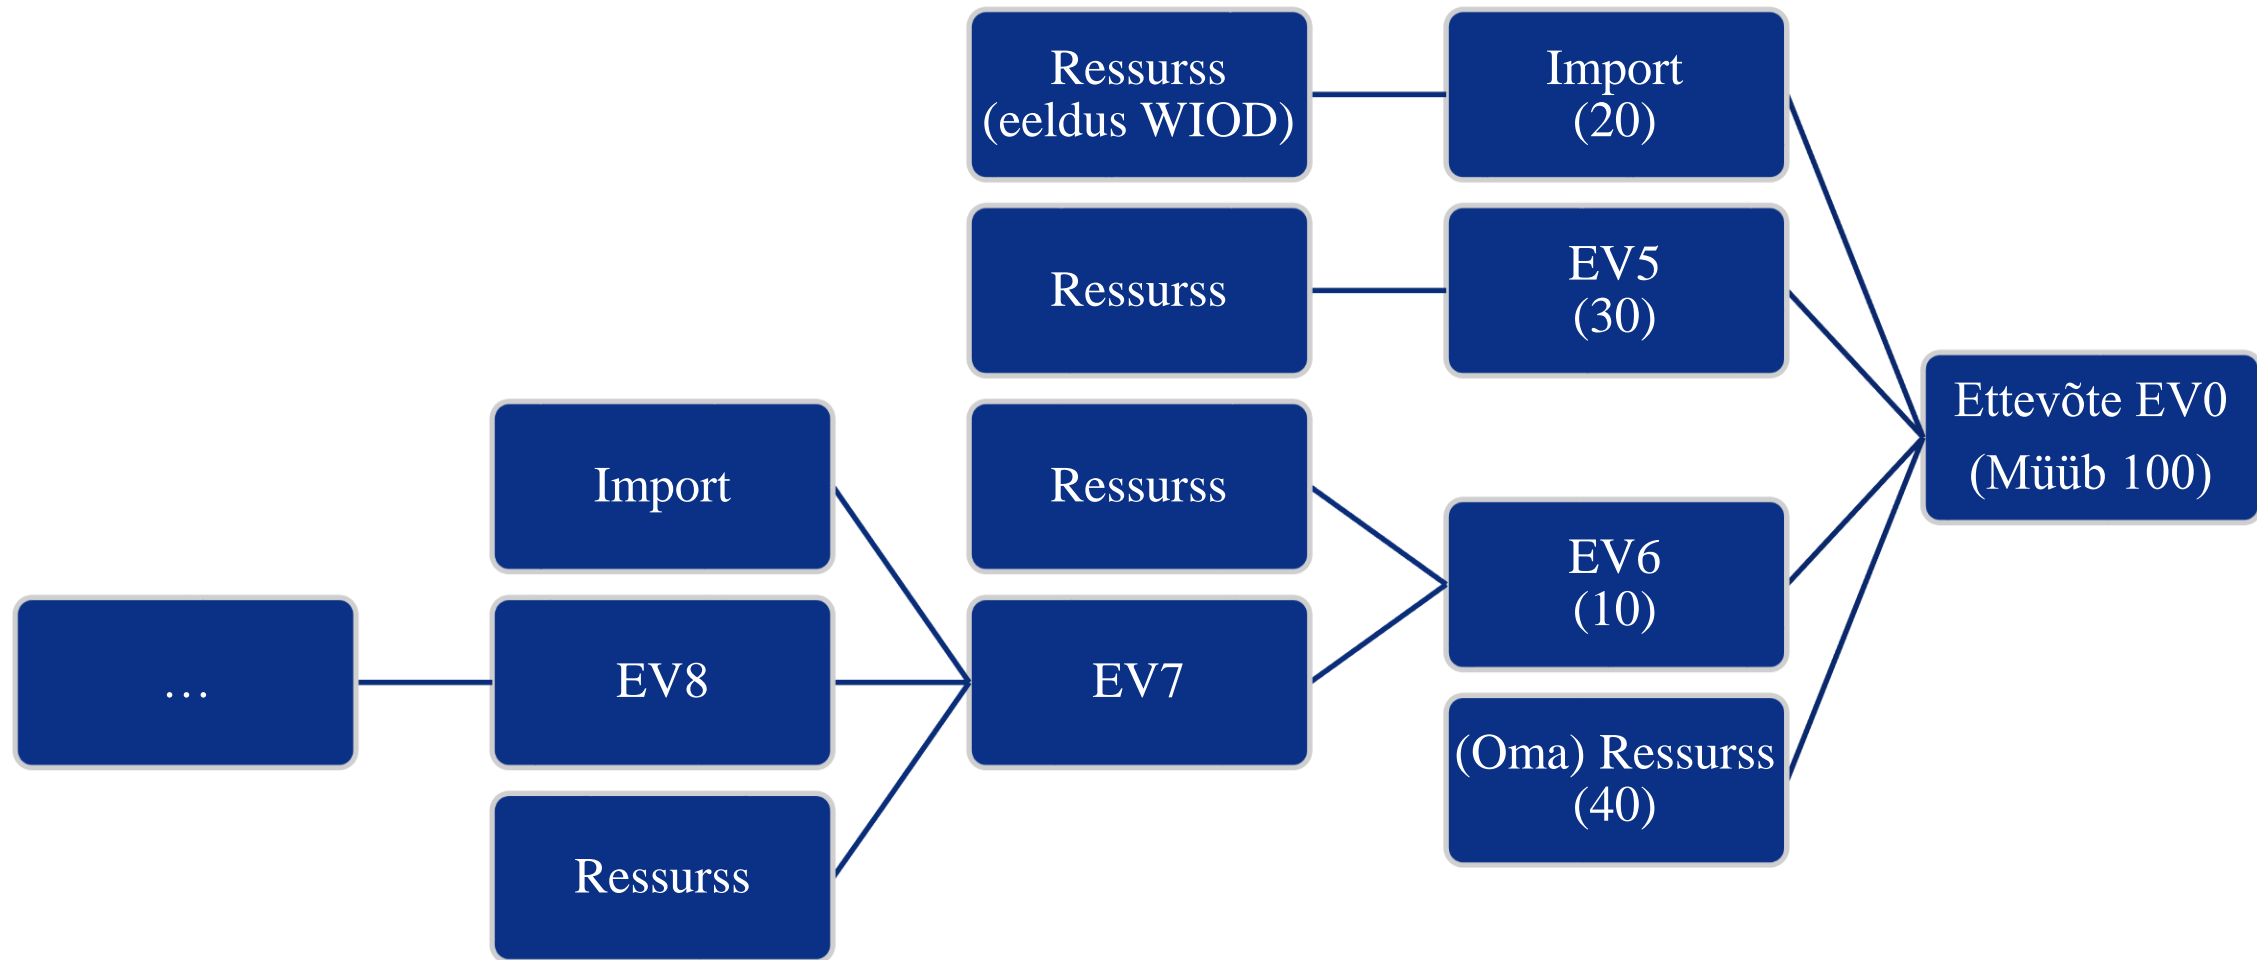 Ressurss
(eeldus WIOD)
Import
(20)
Ressurss
EV5
(30)
Ettevõte EV0
(Müüb 100)
Import
Ressurss
EV6
(10)
…
EV8
EV7
(Oma) Ressurss
(40)
Ressurss